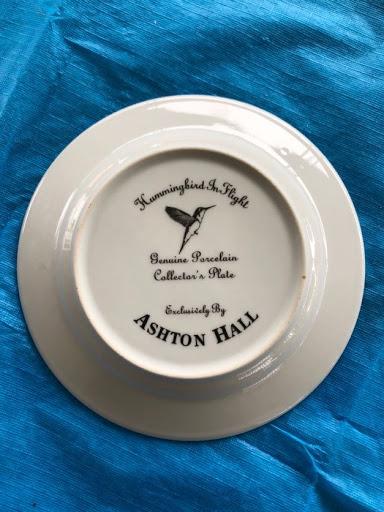 Hummingbird In Flight
Genuine Porcelain
Collector's Plate
Exclusively By
ASHTON HALL